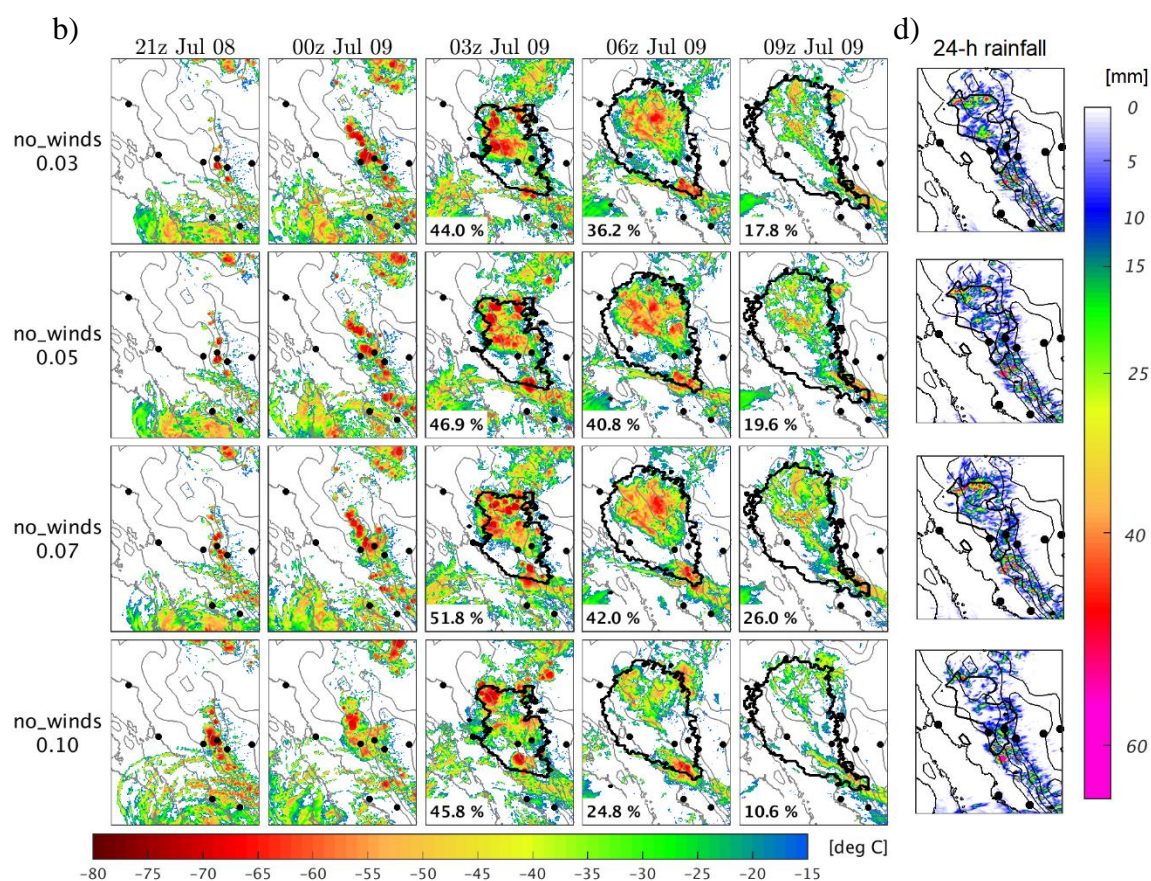 b)
d)
21z Jul 08 00z Jul 09 03z Jul 09 06z Jul 09 09z Jul 09
24-h rainfall
[mm]
0
5
10
15
25
40
60
no_winds
0.03
44.0 % 36.2 % 17.8 %
no_winds
0.05
46.9 % 40.8 % 19.6 %
no_winds
0.07
51.8 % 42.0 % 26.0 %
no_winds
0.10
45.8 % 24.8 % 10.6 %
[deg C]
−80 −75 −70 −65 −60 −55 −50 −45 −40 −35 −30 −25 −20 −15